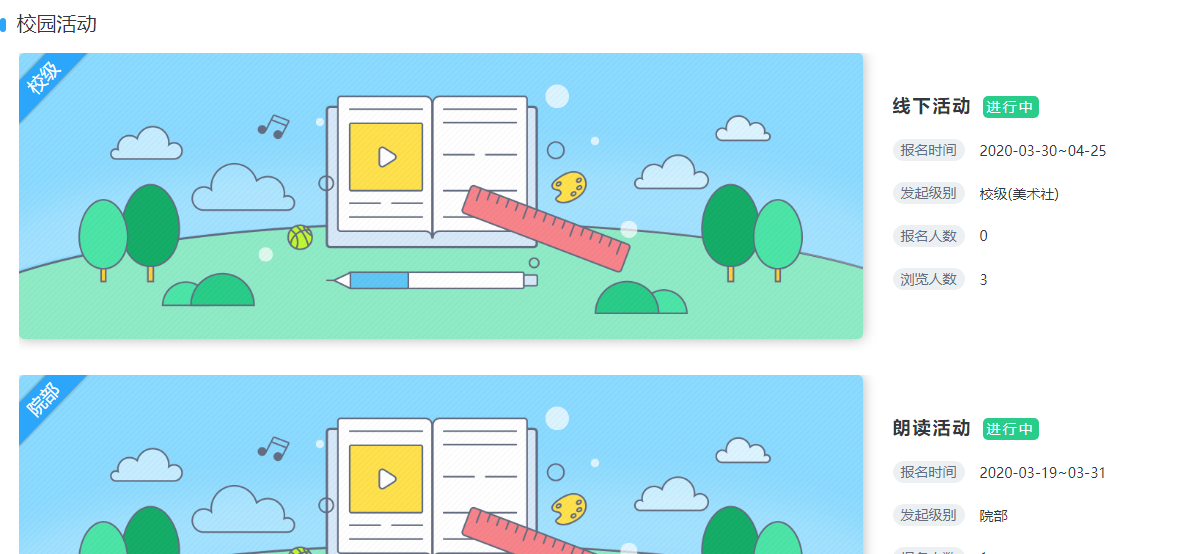 校园活动
校级
线下活动 进行中
报名时间 2020-03-30~04-25
发起级别 校级(美术社)
报名人数 0
浏览人数 3
院部
朗读活动 进行中
报名时间 2020-03-19~03-31
发起级别 院部